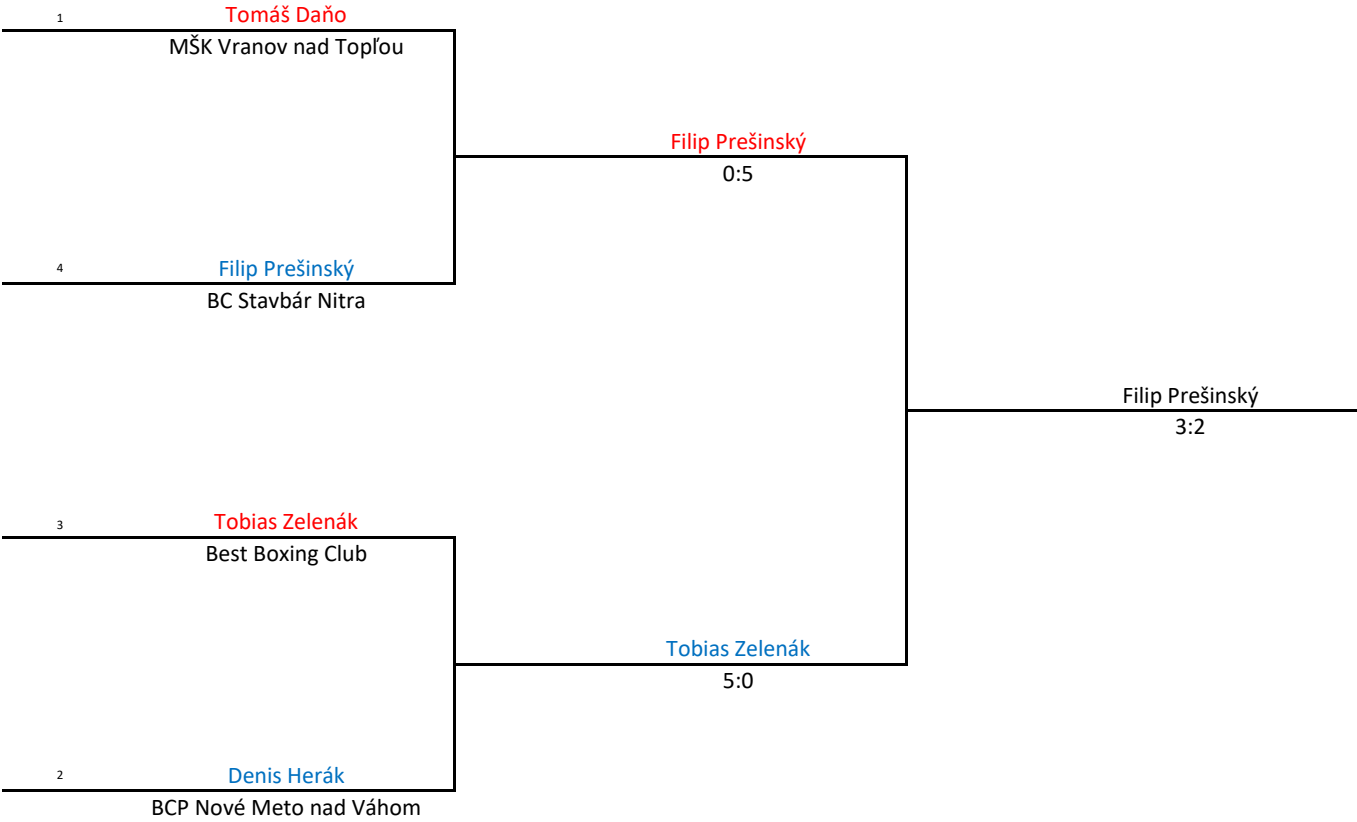 1 Tomáš Daňo
MŠK Vranov nad Topľou
Filip Prešinský
0:5
4 Filip Prešinský
BC Stavbár Nitra
Filip Prešinský
3:2
3 Tobias Zelenák
Best Boxing Club
Tobias Zelenák
5:0
2 Denis Herák
BCP Nové Meto nad Váhom